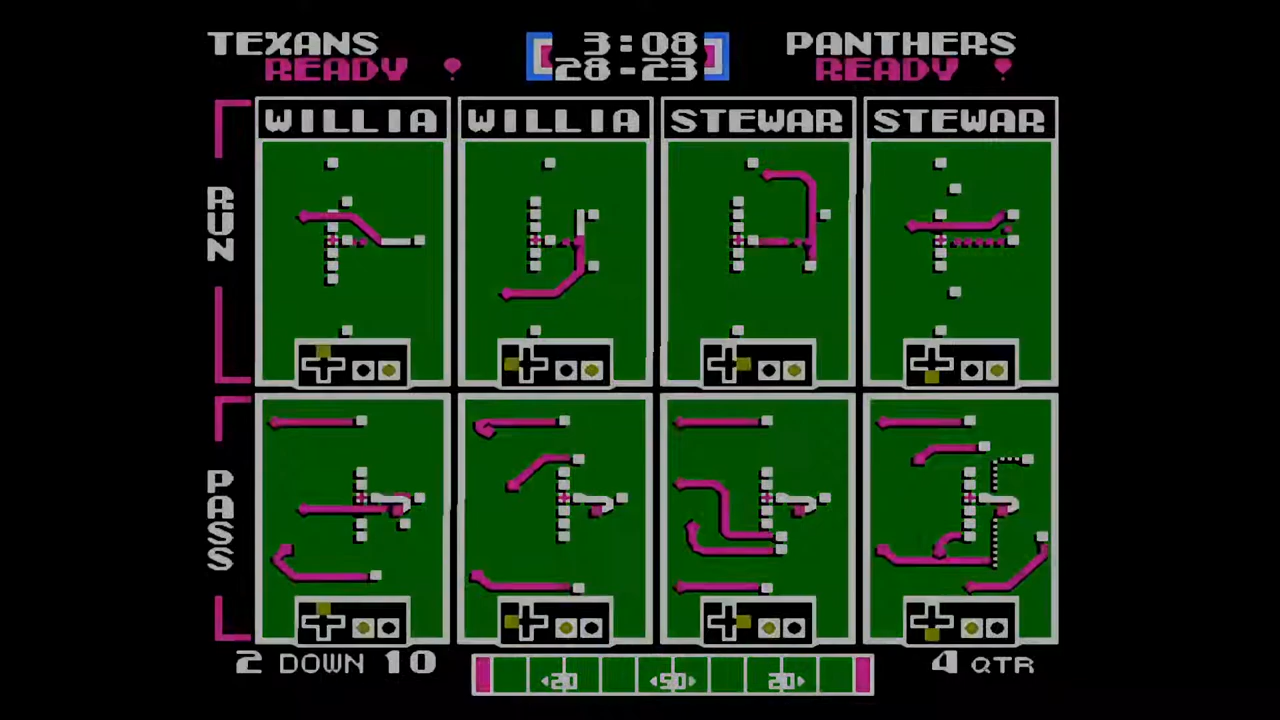 TEXANS 3:08 PANTHERS
READY 28-23 READY
WILLIA WILLIA STEWAR STEWAR
RUN
PASS
2 DOWN 10 4 QTR
20 50 20